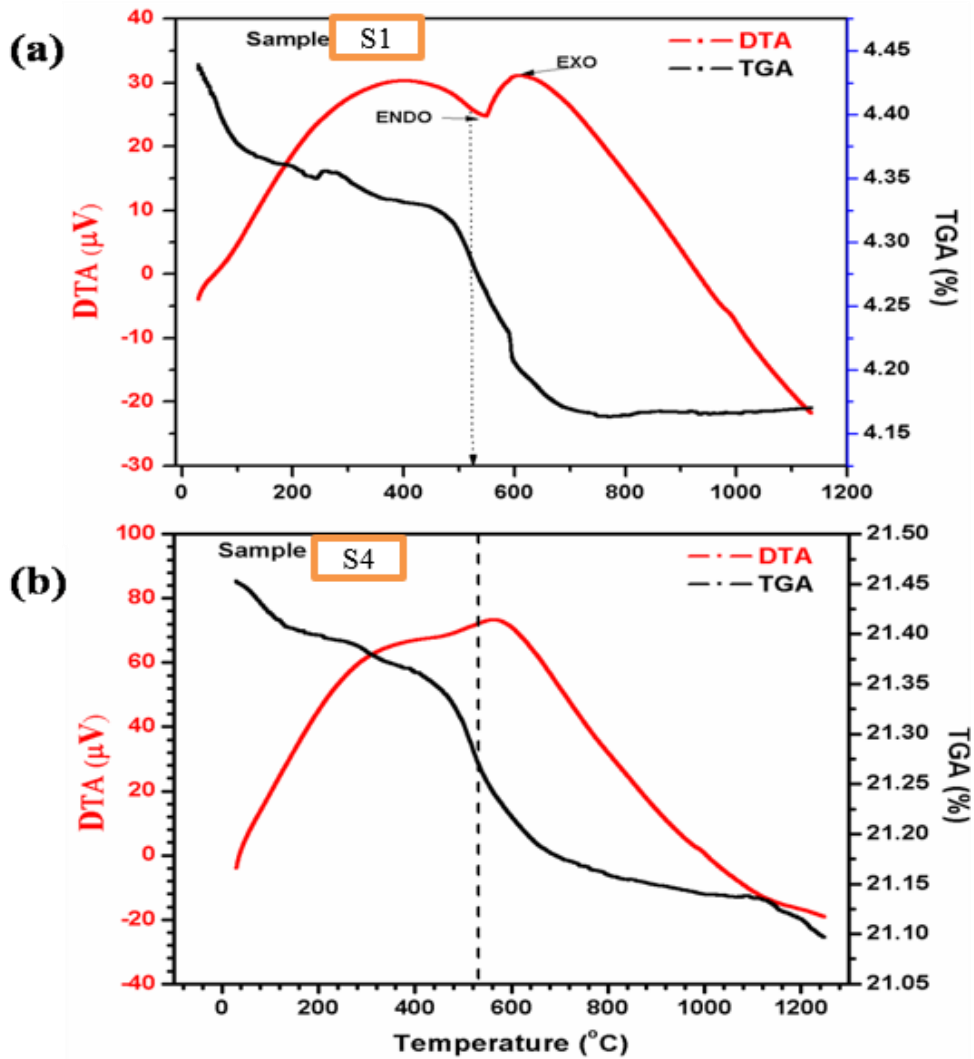 (a)
Sample S1
DTA
TGA
EXO
ENDO
40
30
20
10
0
-10
-20
-30
DTA (µV)
4.45
4.40
4.35
4.30
4.25
4.20
4.15
TGA (%)
0 200 400 600 800 1000 1200
(b)
Sample S4
DTA
TGA
100
80
60
40
20
0
-20
-40
DTA (µV)
21.50
21.45
21.40
21.35
21.30
21.25
21.20
21.15
21.10
21.05
TGA (%)
0 200 400 600 800 1000 1200
Temperature (°C)